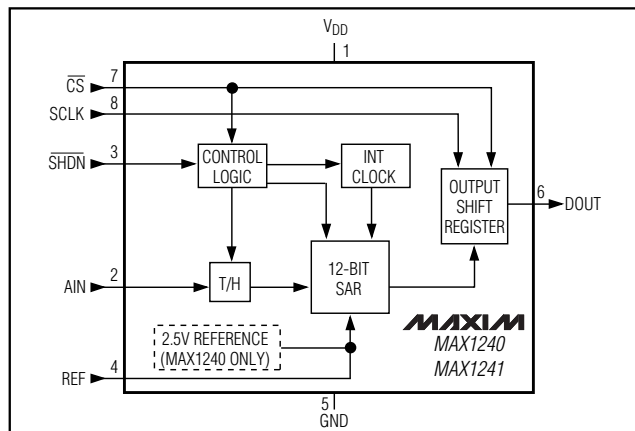 VDD
1
CS 7
SCLK 8
SHDN 3
CONTROL
LOGIC
INT
CLOCK
OUTPUT
SHIFT
REGISTER
6 DOUT
AIN 2
T/H
12-BIT
SAR
2.5V REFERENCE
(MAX1240 ONLY)
MAXIM
MAX1240
MAX1241
REF 4
5
GND